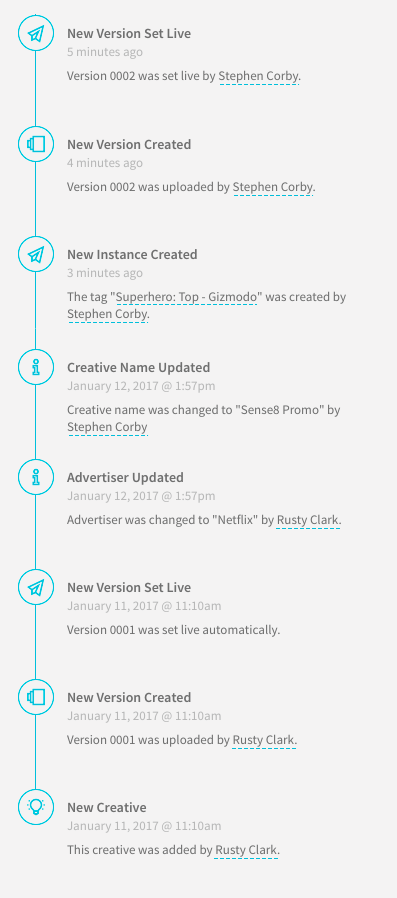 New Version Set Live
5 minutes ago
Version 0002 was set live by Stephen Corby.
New Version Created
4 minutes ago
Version 0002 was uploaded by Stephen Corby.
New Instance Created
3 minutes ago
The tag "Superhero: Top - Gizmodo" was created by
Stephen Corby.
Creative Name Updated
January 12, 2017 @ 1:57pm
Creative name was changed to "Sense8 Promo" by
Stephen Corby
Advertiser Updated
January 12, 2017 @ 1:57pm
Advertiser was changed to "Netflix" by Rusty Clark.
New Version Set Live
January 11, 2017 @ 11:10am
Version 0001 was set live automatically.
New Version Created
January 11, 2017 @ 11:10am
Version 0001 was uploaded by Rusty Clark.
New Creative
January 11, 2017 @ 11:10am
This creative was added by Rusty Clark.